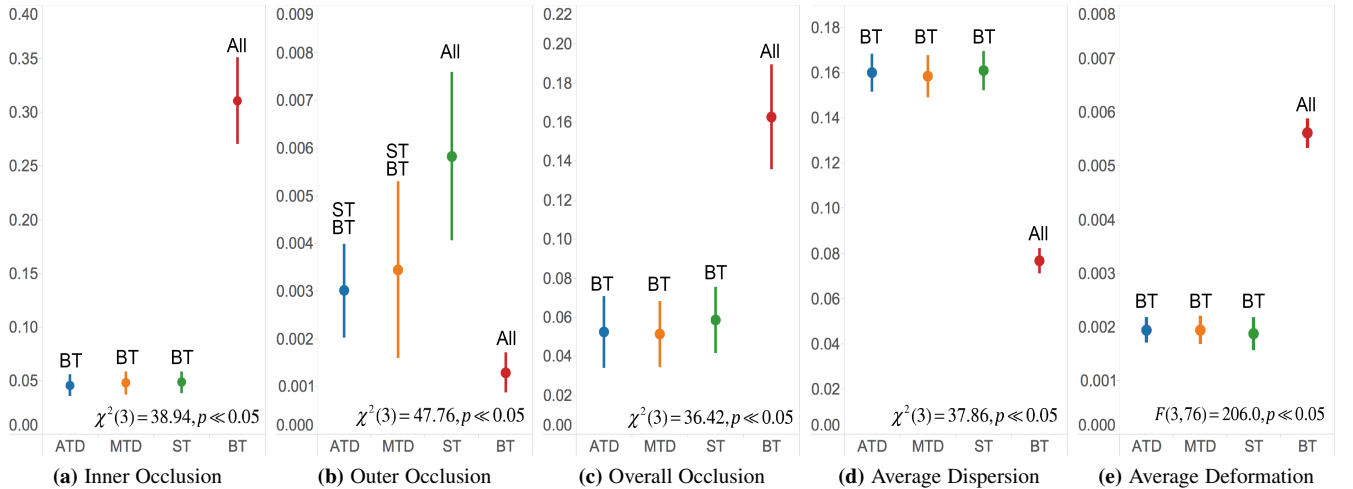 0.40
0.35
0.30
0.25
0.20
0.15
0.10
0.05
0.00
BT
BT
BT
All
χ²(3) = 38.94, p ≪ 0.05
ATD MTD ST BT
(a) Inner Occlusion
0.009
0.008
0.007
0.006
0.005
0.004
0.003
0.002
0.001
0.000
ST
BT
ST
BT
All
All
χ²(3) = 47.76, p ≪ 0.05
ATD MTD ST BT
(b) Outer Occlusion
0.22
0.20
0.18
0.16
0.14
0.12
0.10
0.08
0.06
0.04
0.02
0.00
BT
BT
BT
All
χ²(3) = 36.42, p ≪ 0.05
ATD MTD ST BT
(c) Overall Occlusion
0.18
0.16
0.14
0.12
0.10
0.08
0.06
0.04
0.02
0.00
BT
BT
BT
All
χ²(3) = 37.86, p ≪ 0.05
ATD MTD ST BT
(d) Average Dispersion
0.008
0.007
0.006
0.005
0.004
0.003
0.002
0.001
0.000
BT
BT
BT
All
F(3,76) = 206.0, p ≪ 0.05
ATD MTD ST BT
(e) Average Deformation